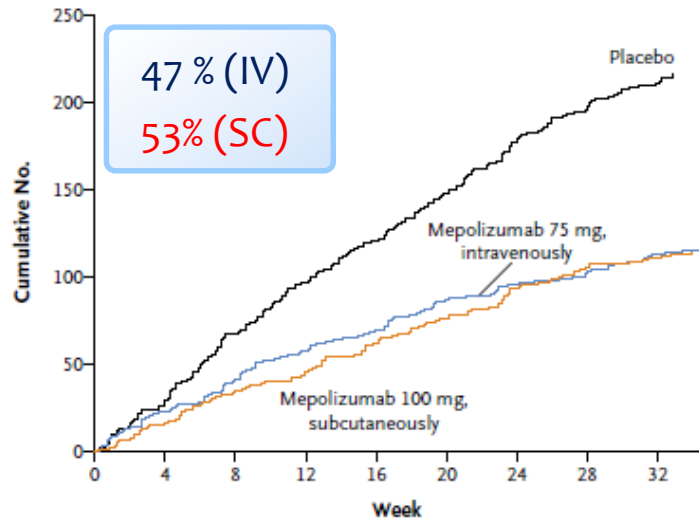 250
47 % (IV)
53% (SC)
Placebo
200
150
Cumulative No.
Mepolizumab 75 mg,
intravenously
100
50
Mepolizumab 100 mg,
subcutaneously
0
0 4 8 12 16 20 24 28 32
Week